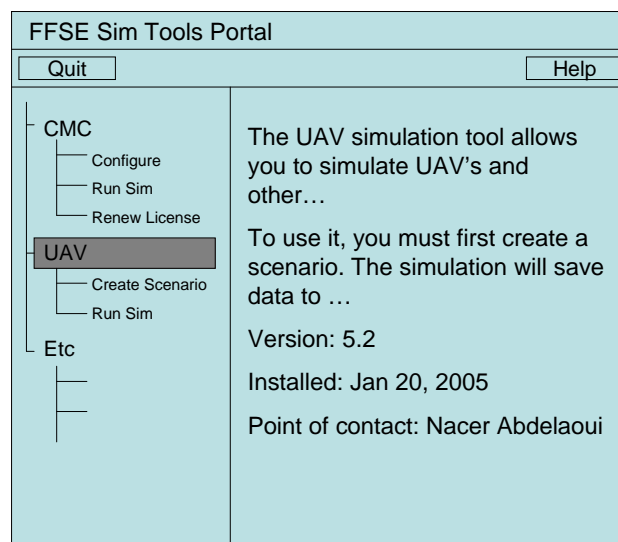 FFSE Sim Tools Portal
Quit
Help
CMC
Configure
Run Sim
Renew License
UAV
Create Scenario
Run Sim
Etc
The UAV simulation tool allows
you to simulate UAV's and
other…
To use it, you must first create a
scenario. The simulation will save
data to …
Version: 5.2
Installed: Jan 20, 2005
Point of contact: Nacer Abdelaoui